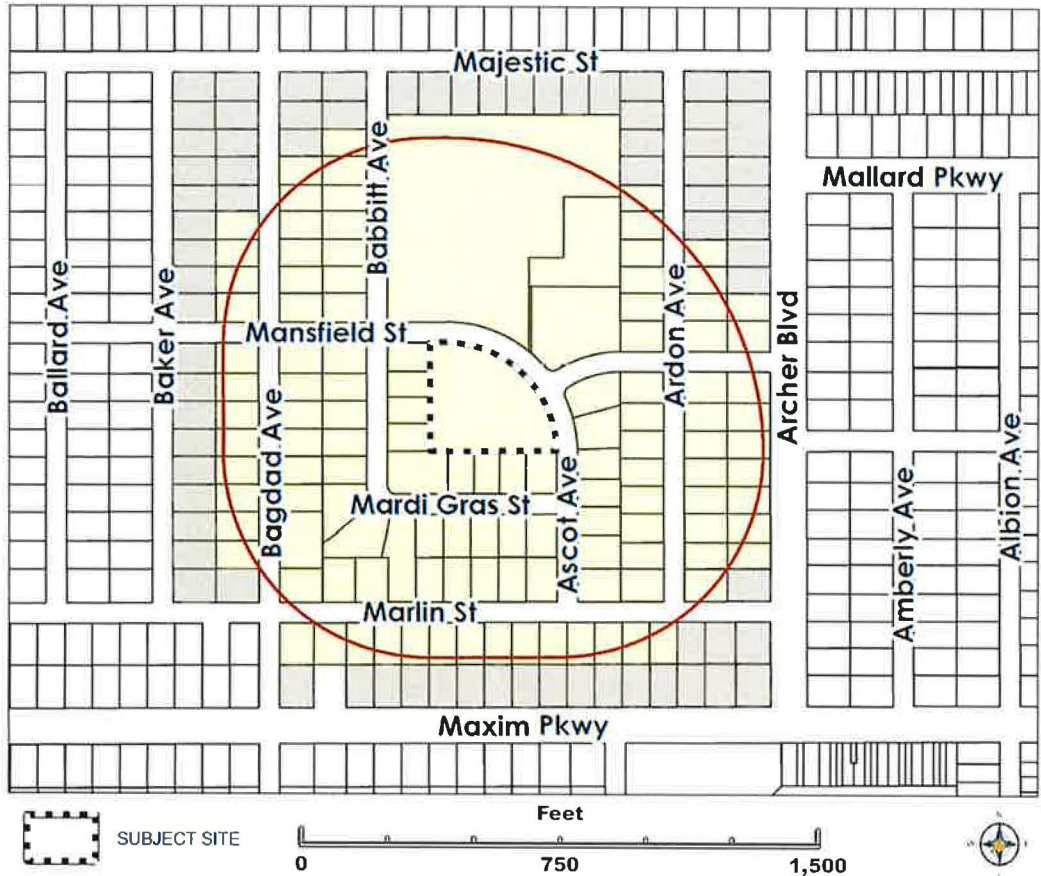 Majestic St
Mallard Pkwy
Babbitt Ave
Ballard Ave
Baker Ave
Mansfield St
Ardon Ave
Archer Blvd
Bagdad Ave
Mardi Gras St
Ascot Ave
Amberly Ave
Albion Ave
Marlin St
Maxim Pkwy
SUBJECT SITE
Feet
0 750 1,500